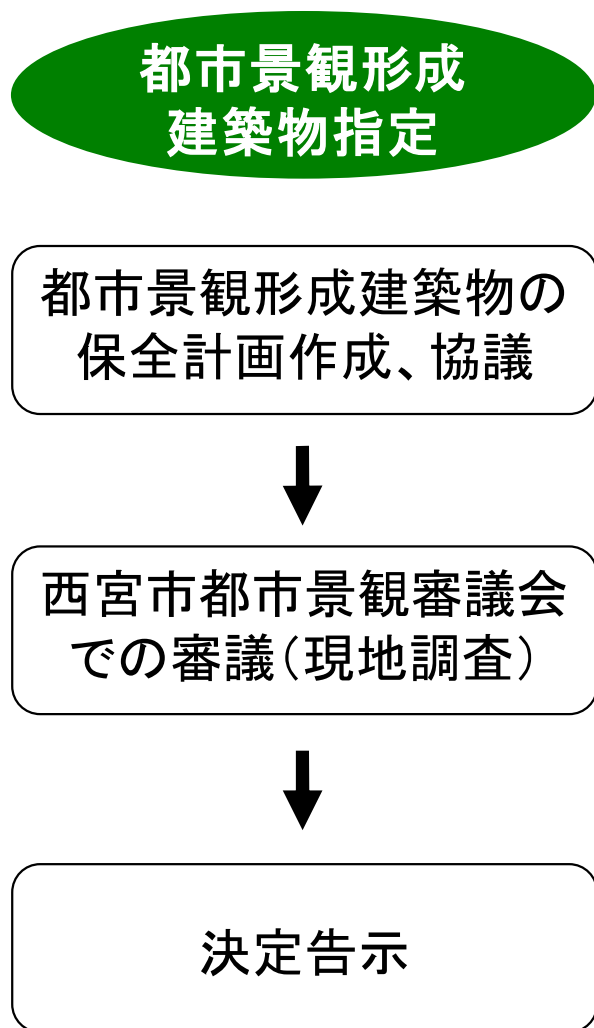 都市景観形成
建築物指定
都市景観形成建築物の
保全計画作成、協議
西宮市都市景観審議会
での審議（現地調査）
決定告示